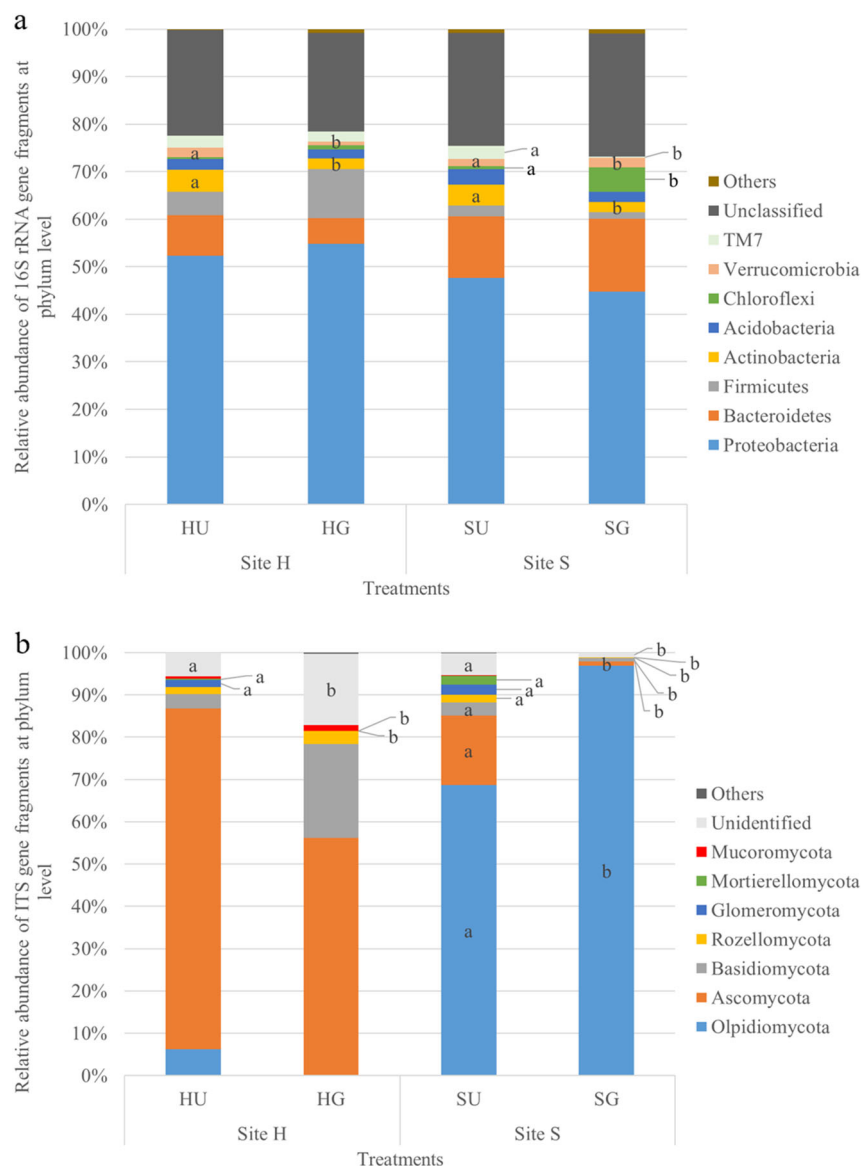 a
Relative abundance of 16S rRNA gene fragments at
phylum level
100%
90%
80%
70%
60%
50%
40%
30%
20%
10%
0%
a
a
b
b
a
a
a
a
b
b
b
b
HU
HG
SU
SG
Site H
Site S
Treatments
Others
Unclassified
TM7
Verrucomicrobia
Chloroflexi
Acidobacteria
Actinobacteria
Firmicutes
Bacteroidetes
Proteobacteria
b
Relative abundance of ITS gene fragments at phylum
level
100%
90%
80%
70%
60%
50%
40%
30%
20%
10%
0%
a
a
a
b
b
b
a
a
a
a
a
a
a
b
b
b
b
b
b
b
HU
HG
SU
SG
Site H
Site S
Treatments
Others
Unidentified
Mucoromycota
Mortierellomycota
Glomeromycota
Rozellomycota
Basidiomycota
Ascomycota
Olpidiomycota